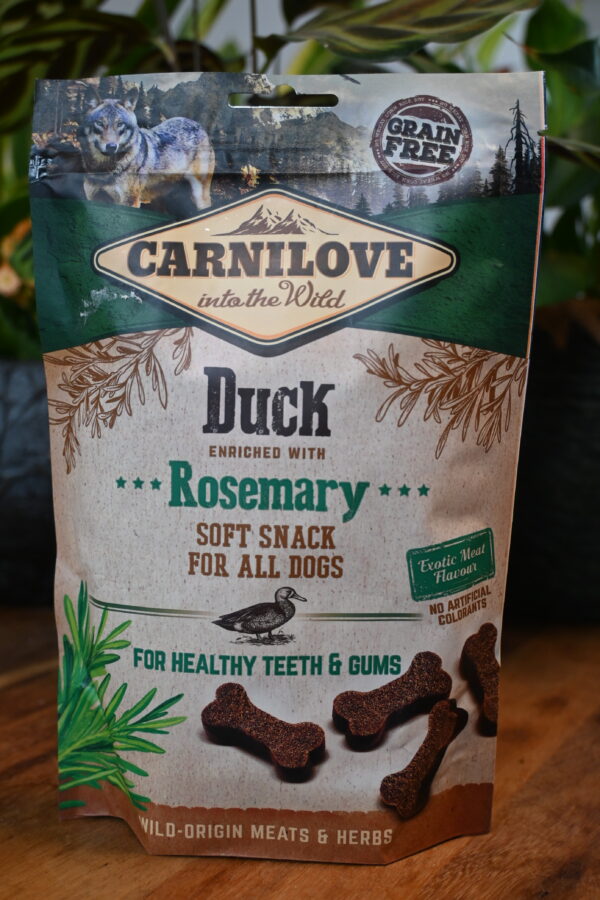 GRAIN
FREE
CARNILOVE
into the Wild
Duck
ENRICHED WITH
Rosemary
SOFT SNACK
FOR ALL DOGS
Exotic Meat
Flavour
NO ARTIFICIAL
COLORANTS
FOR HEALTHY TEETH & GUMS
WILD-ORIGIN MEATS & HERBS